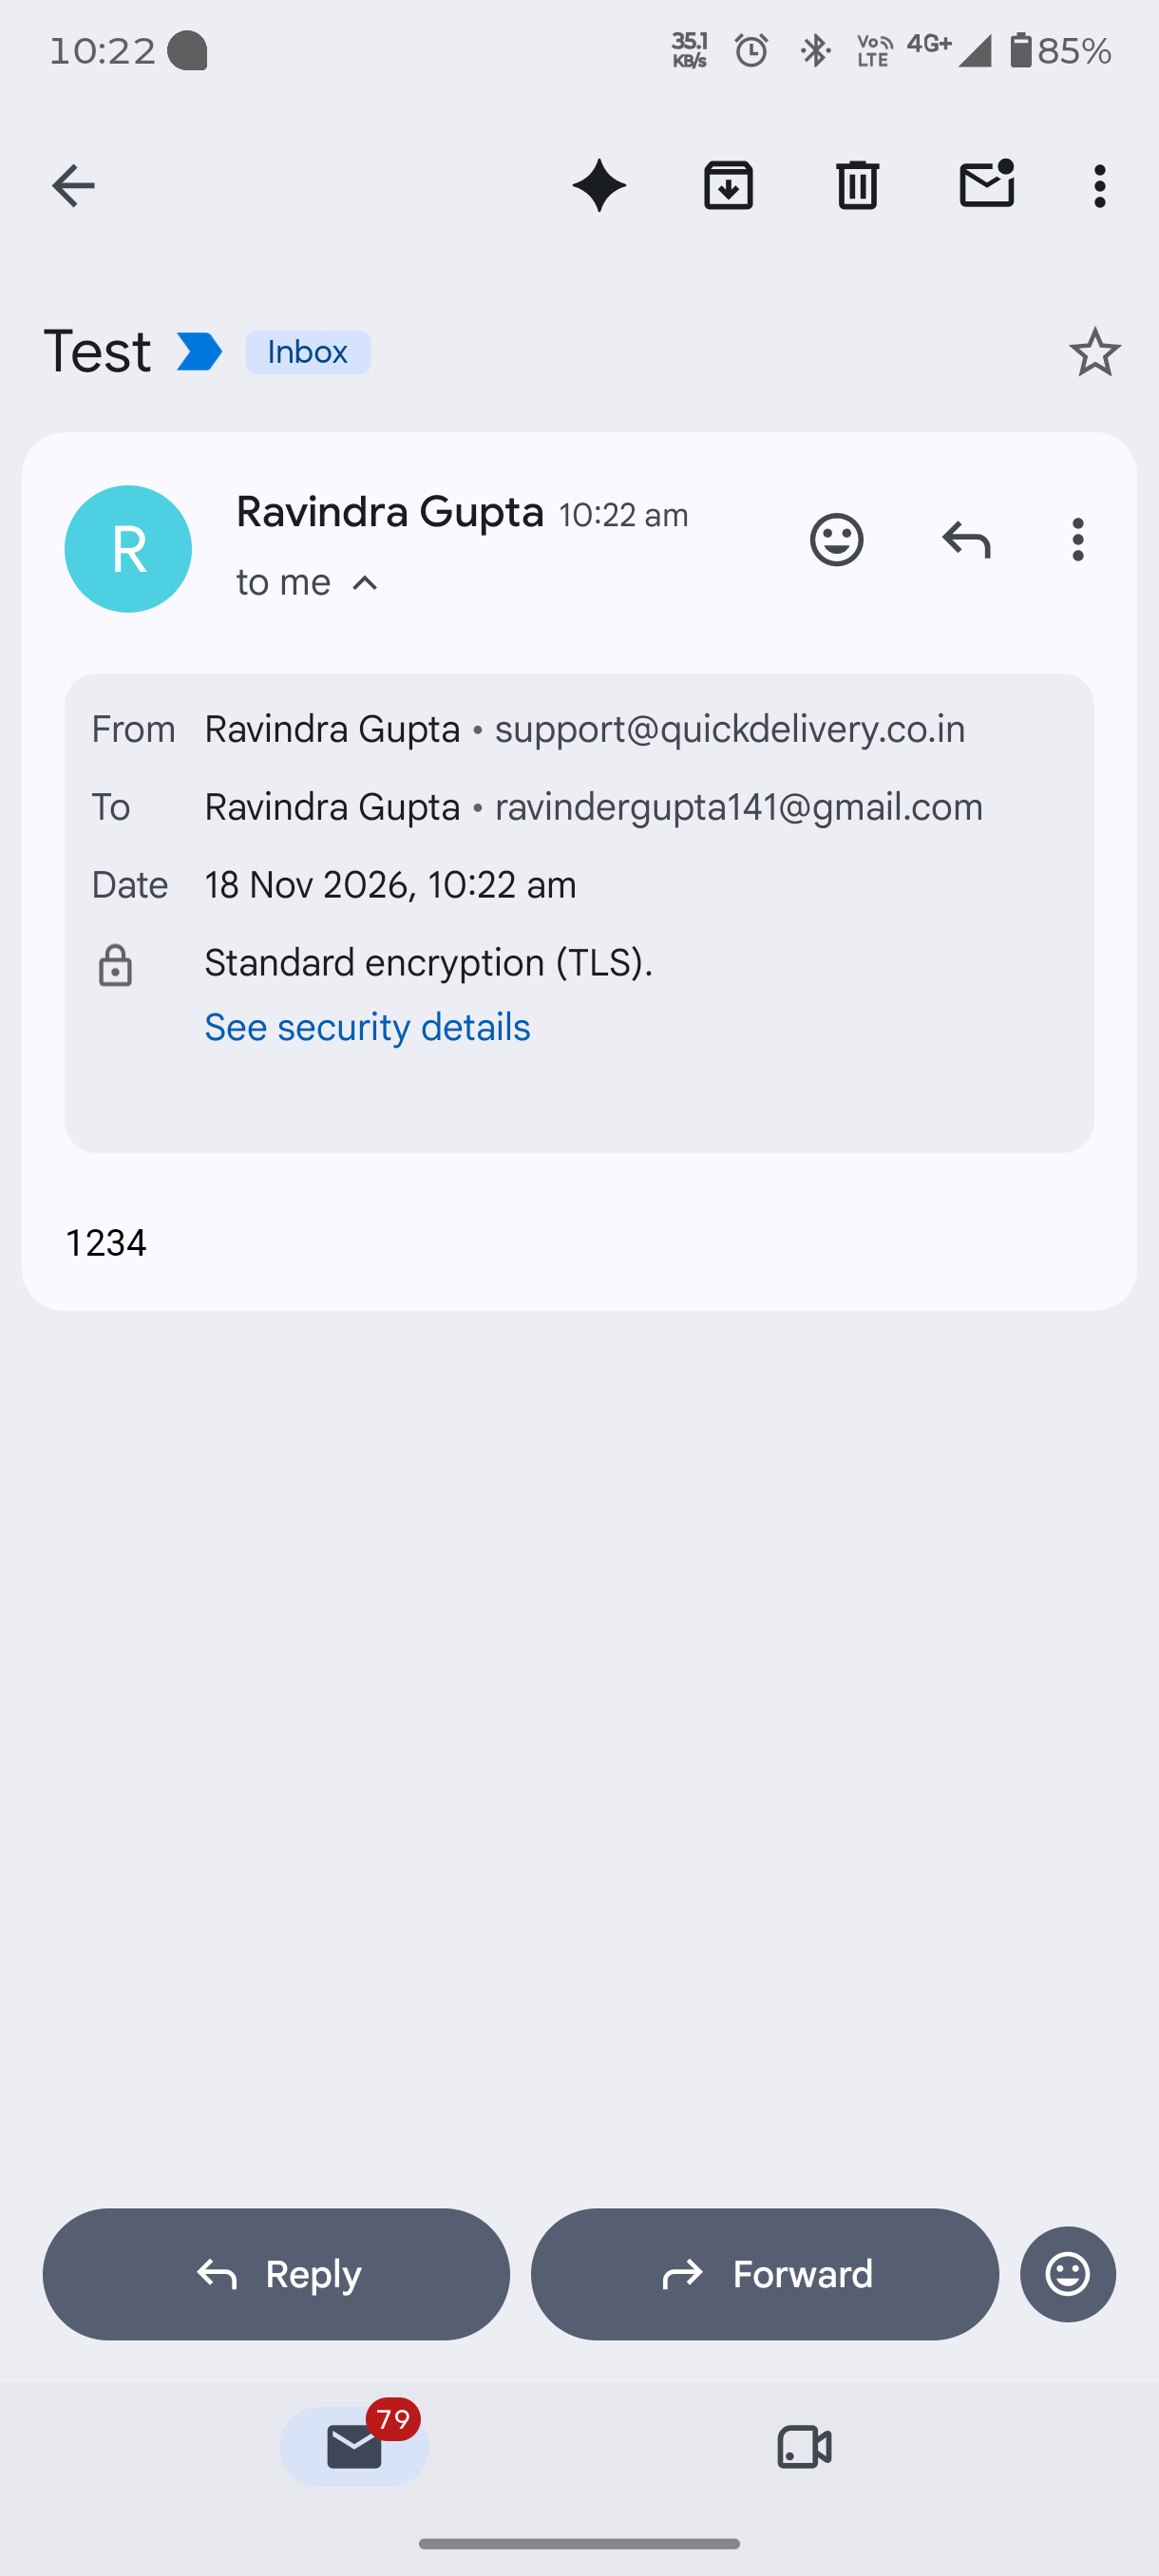 10:22 35.1 KB/s Vo LTE 4G+ 85%
Test Inbox
R
Ravindra Gupta 10:22 am
to me
From Ravindra Gupta • support@quickdelivery.co.in
To Ravindra Gupta • ravindergupta141@gmail.com
Date 18 Nov 2026, 10:22 am
Standard encryption (TLS).
See security details
1234
Reply Forward
79